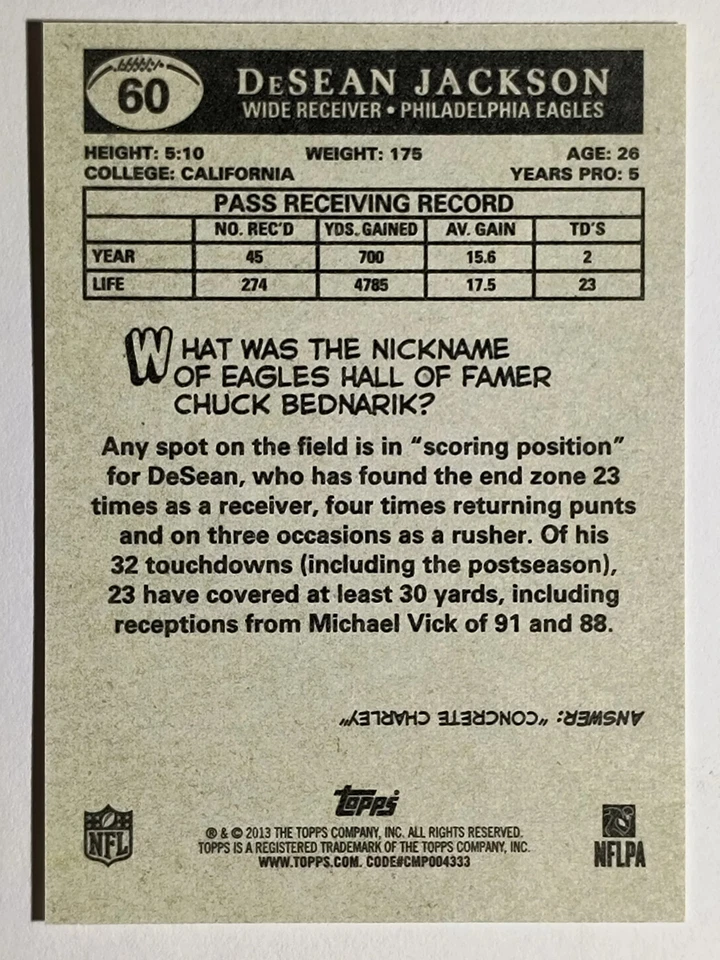 60
DeSEAN JACKSON
WIDE RECEIVER • PHILADELPHIA EAGLES
HEIGHT: 5:10 WEIGHT: 175 AGE: 26
COLLEGE: CALIFORNIA YEARS PRO: 5
PASS RECEIVING RECORD
NO. REC'D YDS. GAINED AV. GAIN TD'S
YEAR 45 700 15.6 2
LIFE 274 4785 17.5 23
WHAT WAS THE NICKNAME
OF EAGLES HALL OF FAMER
CHUCK BEDNARIK?
Any spot on the field is in "scoring position"
for DeSean, who has found the end zone 23
times as a receiver, four times returning punts
and on three occasions as a rusher. Of his
32 touchdowns (including the postseason),
23 have covered at least 30 yards, including
receptions from Michael Vick of 91 and 88.
ANSWER: "CONCRETE CHARLEY"
Topps
NFL
® & © 2013 THE TOPPS COMPANY, INC. ALL RIGHTS RESERVED.
TOPPS IS A REGISTERED TRADEMARK OF THE TOPPS COMPANY, INC.
WWW.TOPPS.COM. CODE#CMP004333
NFLPA